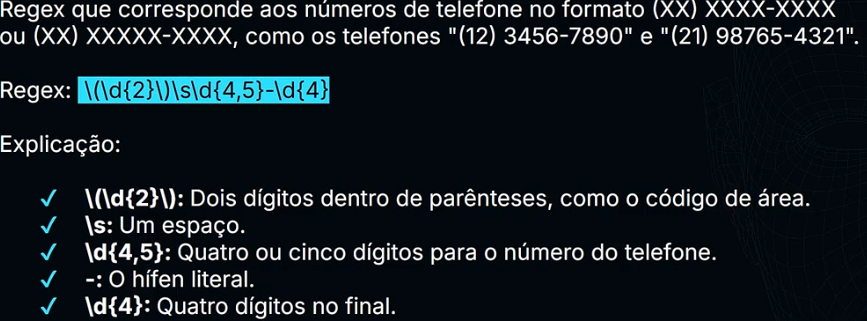 Regex que corresponde aos números de telefone no formato (XX) XXXX-XXXX
ou (XX) XXXXX-XXXX, como os telefones "(12) 3456-7890" e "(21) 98765-4321".
Regex: \(\d{2}\)\s\d{4,5}-\d{4}
Explicação:
✓ \(\d{2}\): Dois dígitos dentro de parênteses, como o código de área.
✓ \s: Um espaço.
✓ \d{4,5}: Quatro ou cinco dígitos para o número do telefone.
✓ -: O hífen literal.
✓ \d{4}: Quatro dígitos no final.